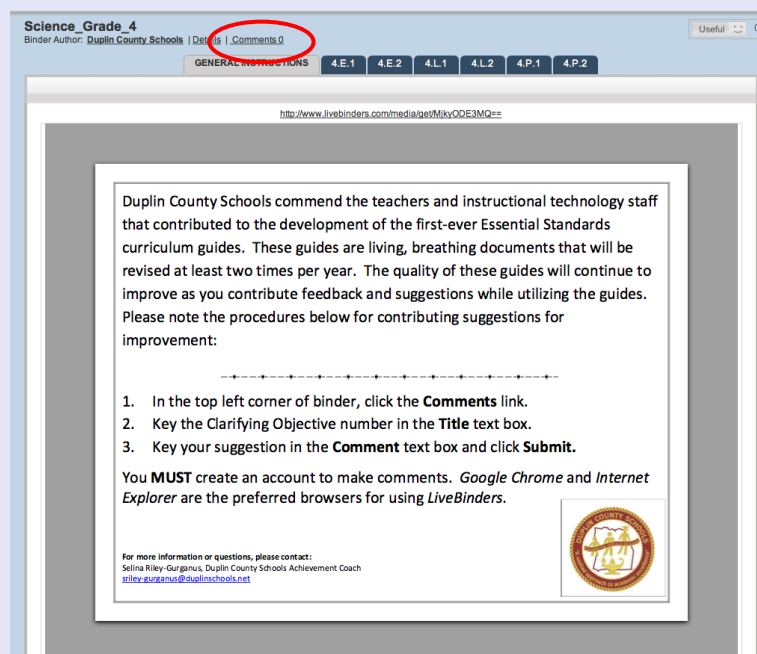 Science_Grade_4
Useful
Binder Author: Duplin County Schools | Details | Comments 0
GENERAL INSTRUCTIONS 4.E.1 4.E.2 4.L.1 4.L.2 4.P.1 4.P.2
http://www.livebinders.com/media/get/MjkyODE3MQ==
Duplin County Schools commend the teachers and instructional technology staff
that contributed to the development of the first-ever Essential Standards
curriculum guides. These guides are living, breathing documents that will be
revised at least two times per year. The quality of these guides will continue to
improve as you contribute feedback and suggestions while utilizing the guides.
Please note the procedures below for contributing suggestions for
improvement:
1. In the top left corner of binder, click the Comments link.
2. Key the Clarifying Objective number in the Title text box.
3. Key your suggestion in the Comment text box and click Submit.
You MUST create an account to make comments. Google Chrome and Internet
Explorer are the preferred browsers for using LiveBinders.
For more information or questions, please contact:
Selina Riley-Gurganus, Duplin County Schools Achievement Coach
sriley-gurganus@duplinschools.net
DUPLIN COUNTY SCHOOLS